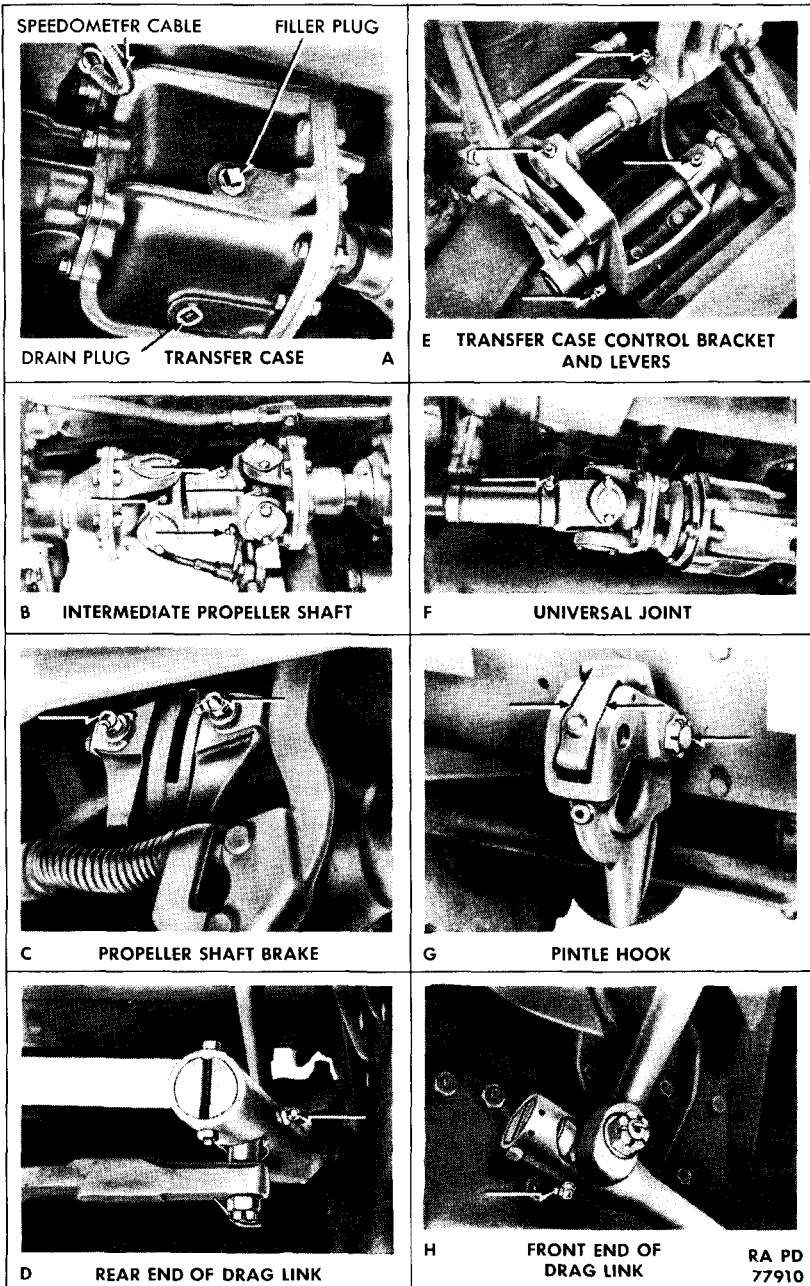 SPEEDOMETER CABLE
FILLER PLUG
DRAIN PLUG
TRANSFER CASE
A
E
TRANSFER CASE CONTROL BRACKET
AND LEVERS
B
INTERMEDIATE PROPELLER SHAFT
F
UNIVERSAL JOINT
C
PROPELLER SHAFT BRAKE
G
PINTLE HOOK
D
REAR END OF DRAG LINK
H
FRONT END OF
DRAG LINK
RA PD
77910